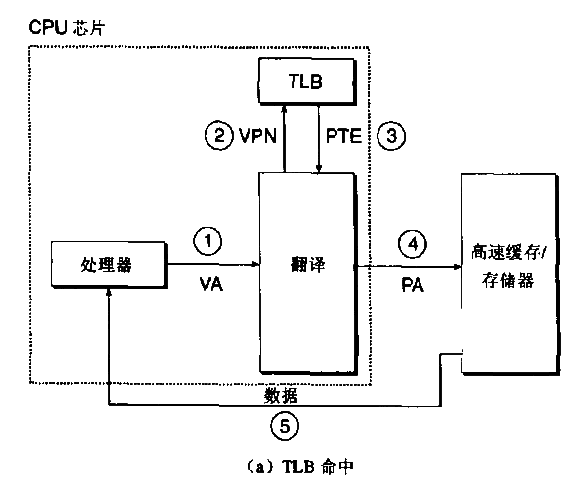 CPU 芯片
TLB
② VPN PTE ③
① ④ 高速缓存/
处理器 翻译 存储器
VA PA
数据
⑤
(a) TLB 命中